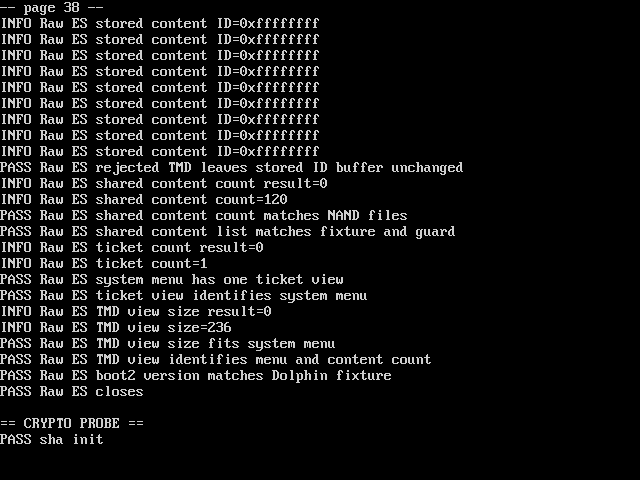 -- page 38 --
INFO Raw ES stored content ID=0xffffffff
INFO Raw ES stored content ID=0xffffffff
INFO Raw ES stored content ID=0xffffffff
INFO Raw ES stored content ID=0xffffffff
INFO Raw ES stored content ID=0xffffffff
INFO Raw ES stored content ID=0xffffffff
INFO Raw ES stored content ID=0xffffffff
INFO Raw ES stored content ID=0xffffffff
INFO Raw ES stored content ID=0xffffffff
PASS Raw ES rejected TMD leaves stored ID buffer unchanged
INFO Raw ES shared content count result=0
INFO Raw ES shared content count=120
PASS Raw ES shared content count matches NAND files
PASS Raw ES shared content list matches fixture and guard
INFO Raw ES ticket count result=0
INFO Raw ES ticket count=1
PASS Raw ES system menu has one ticket view
PASS Raw ES ticket view identifies system menu
INFO Raw ES TMD view size result=0
INFO Raw ES TMD view size=236
PASS Raw ES TMD view size fits system menu
PASS Raw ES TMD view identifies menu and content count
PASS Raw ES boot2 version matches Dolphin fixture
PASS Raw ES closes
== CRYPTO PROBE ==
PASS sha init